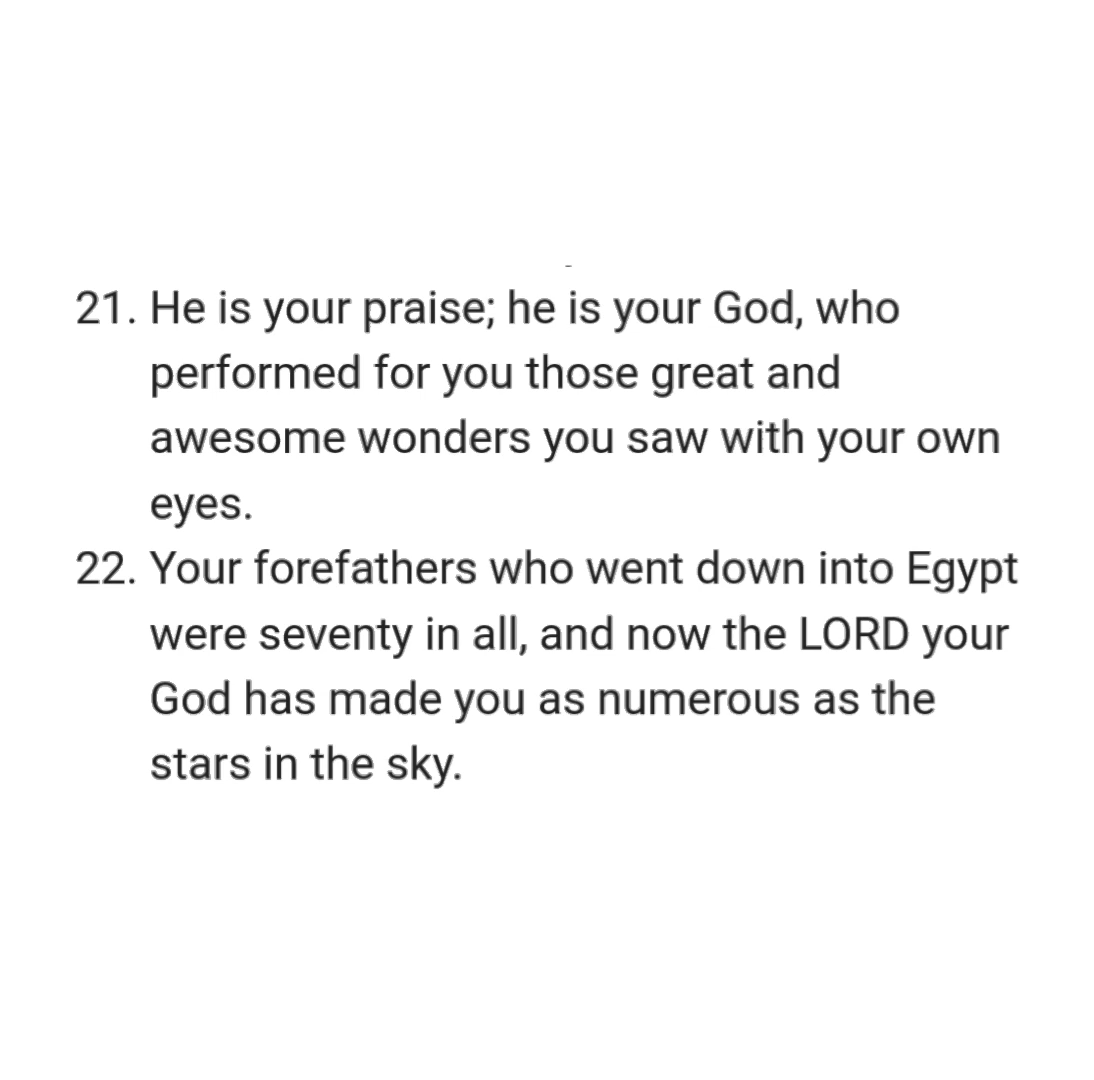 21. He is your praise; he is your God, who
performed for you those great and
awesome wonders you saw with your own
eyes.
22. Your forefathers who went down into Egypt
were seventy in all, and now the LORD your
God has made you as numerous as the
stars in the sky.